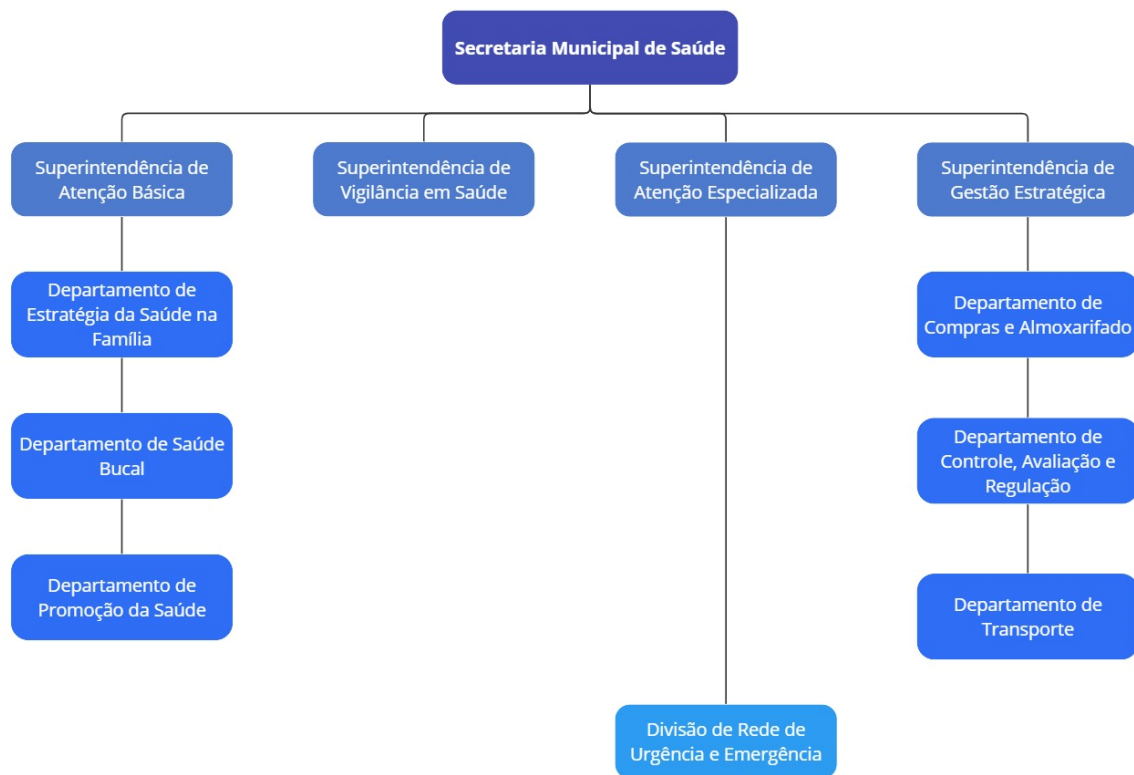 Secretaria Municipal de Saúde
Superintendência de
Atenção Básica
Superintendência de
Vigilância em Saúde
Superintendência de
Atenção Especializada
Superintendência de
Gestão Estratégica
Departamento de
Estratégia da Saúde na
Família
Departamento de
Compras e Almoxarifado
Departamento de Saúde
Bucal
Departamento de
Controle, Avaliação e
Regulação
Departamento de
Promoção da Saúde
Departamento de
Transporte
Divisão de Rede de
Urgência e Emergência